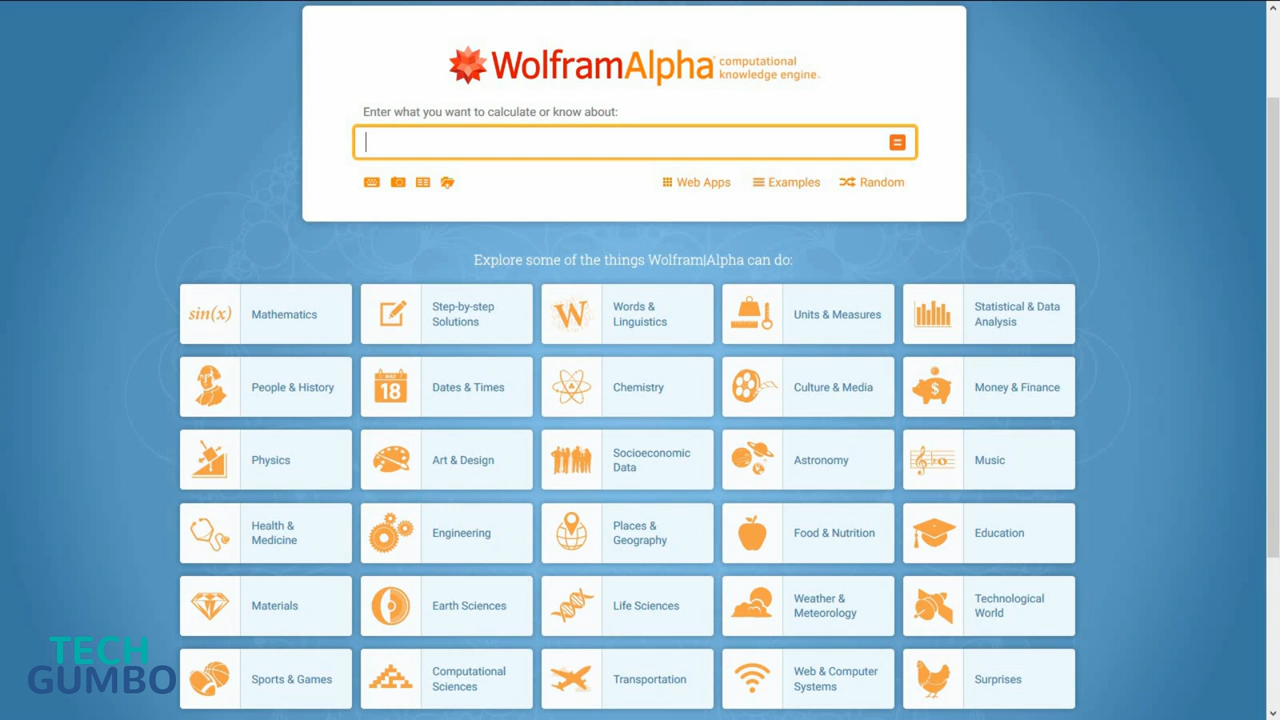 WolframAlpha computational
knowledge engine.
Enter what you want to calculate or know about:
=
Web Apps Examples Random
Explore some of the things Wolfram|Alpha can do:
sin(x) Mathematics
Step-by-step
Solutions
W
Words &
Linguistics
Units & Measures
Statistical & Data
Analysis
People & History
18
Dates & Times
Chemistry
Culture & Media
$
Money & Finance
Physics
Art & Design
Socioeconomic
Data
Astronomy
Music
Health &
Medicine
Engineering
Places &
Geography
Food & Nutrition
Education
Materials
Earth Sciences
Life Sciences
Weather &
Meteorology
Technological
World
Sports & Games
Computational
Sciences
Transportation
Web & Computer
Systems
Surprises
TECH
GUMBO